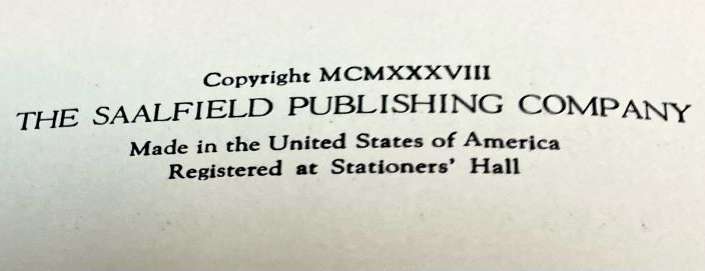 Copyright MCMXXXVIII
THE SAALFIELD PUBLISHING COMPANY
Made in the United States of America
Registered at Stationers' Hall